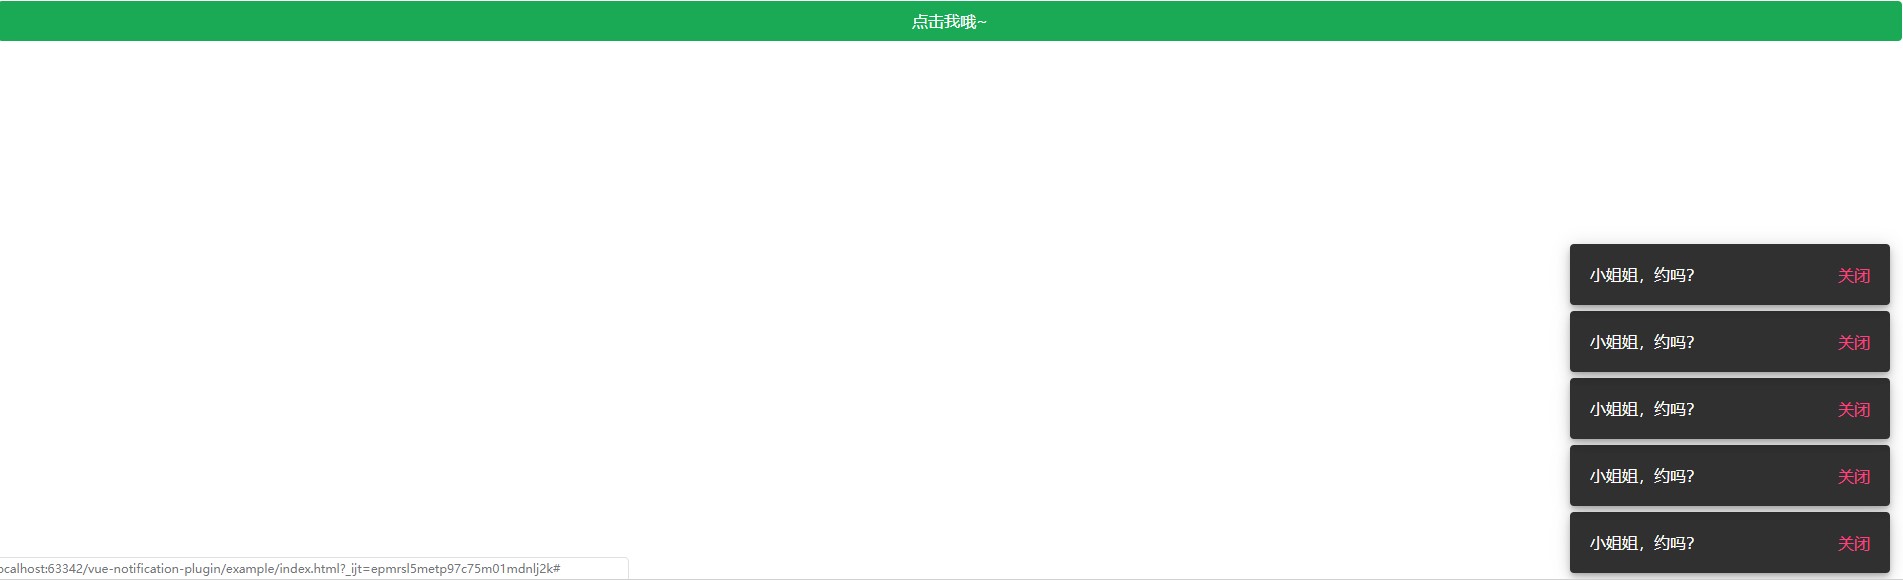 点击我哦~
小姐姐，约吗？ 关闭
小姐姐，约吗？ 关闭
小姐姐，约吗？ 关闭
小姐姐，约吗？ 关闭
小姐姐，约吗？ 关闭
ocalhost:63342/vue-notification-plugin/example/index.html?_ijt=epmrsl5metp97c75m01mdnlj2k#